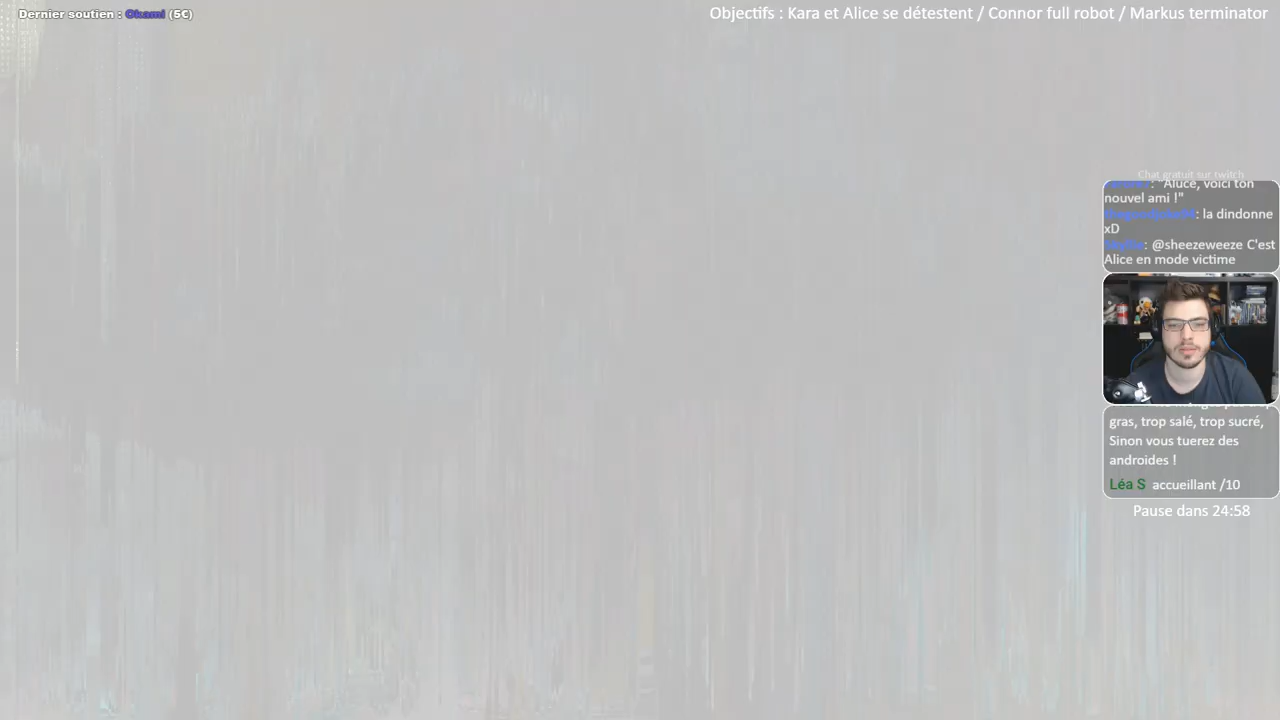 Dernier soutien : Okami (5€)
Objectifs : Kara et Alice se détestent / Connor full robot / Markus terminator
Chat gratuit sur twitch
: "Aluce, voici ton
nouvel ami !"
: la dindonne
xD
: @sheezeweeze C'est
Alice en mode victime
gras, trop salé, trop sucré,
Sinon vous tuerez des
androides !
Léa S accueillant /10
Pause dans 24:58